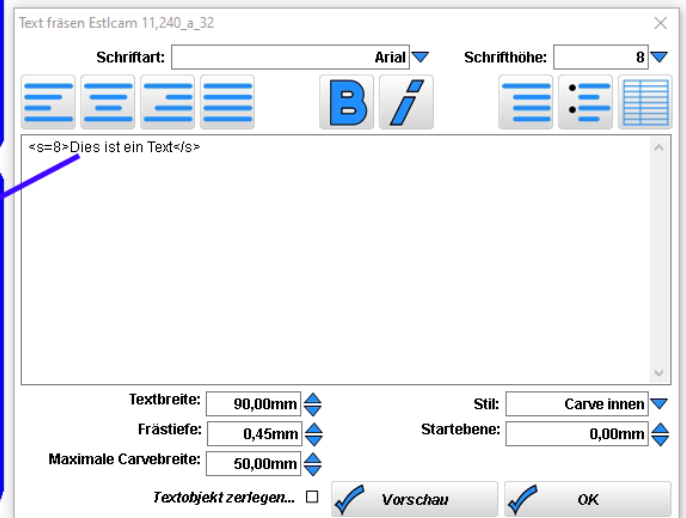 Text fräsen Estlcam 11,240_a_32
Schriftart: Arial Schrifthöhe: 8
B i
<s=8>Dies ist ein Text</s>
Textbreite: 90,00mm Stil: Carve innen
Frästiefe: 0,45mm Startebene: 0,00mm
Maximale Carvebreite: 50,00mm
Textobjekt zerlegen... Vorschau OK